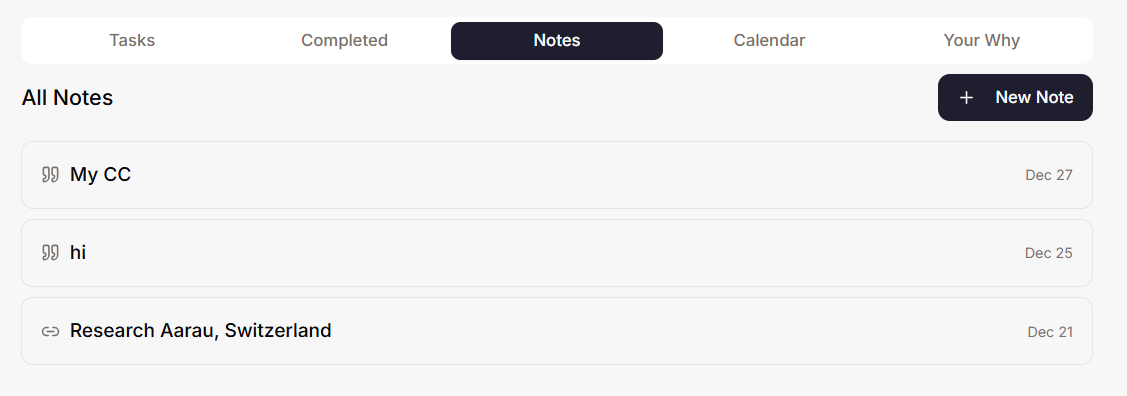 Tasks Completed Notes Calendar Your Why
All Notes + New Note
My CC Dec 27
hi Dec 25
Research Aarau, Switzerland Dec 21